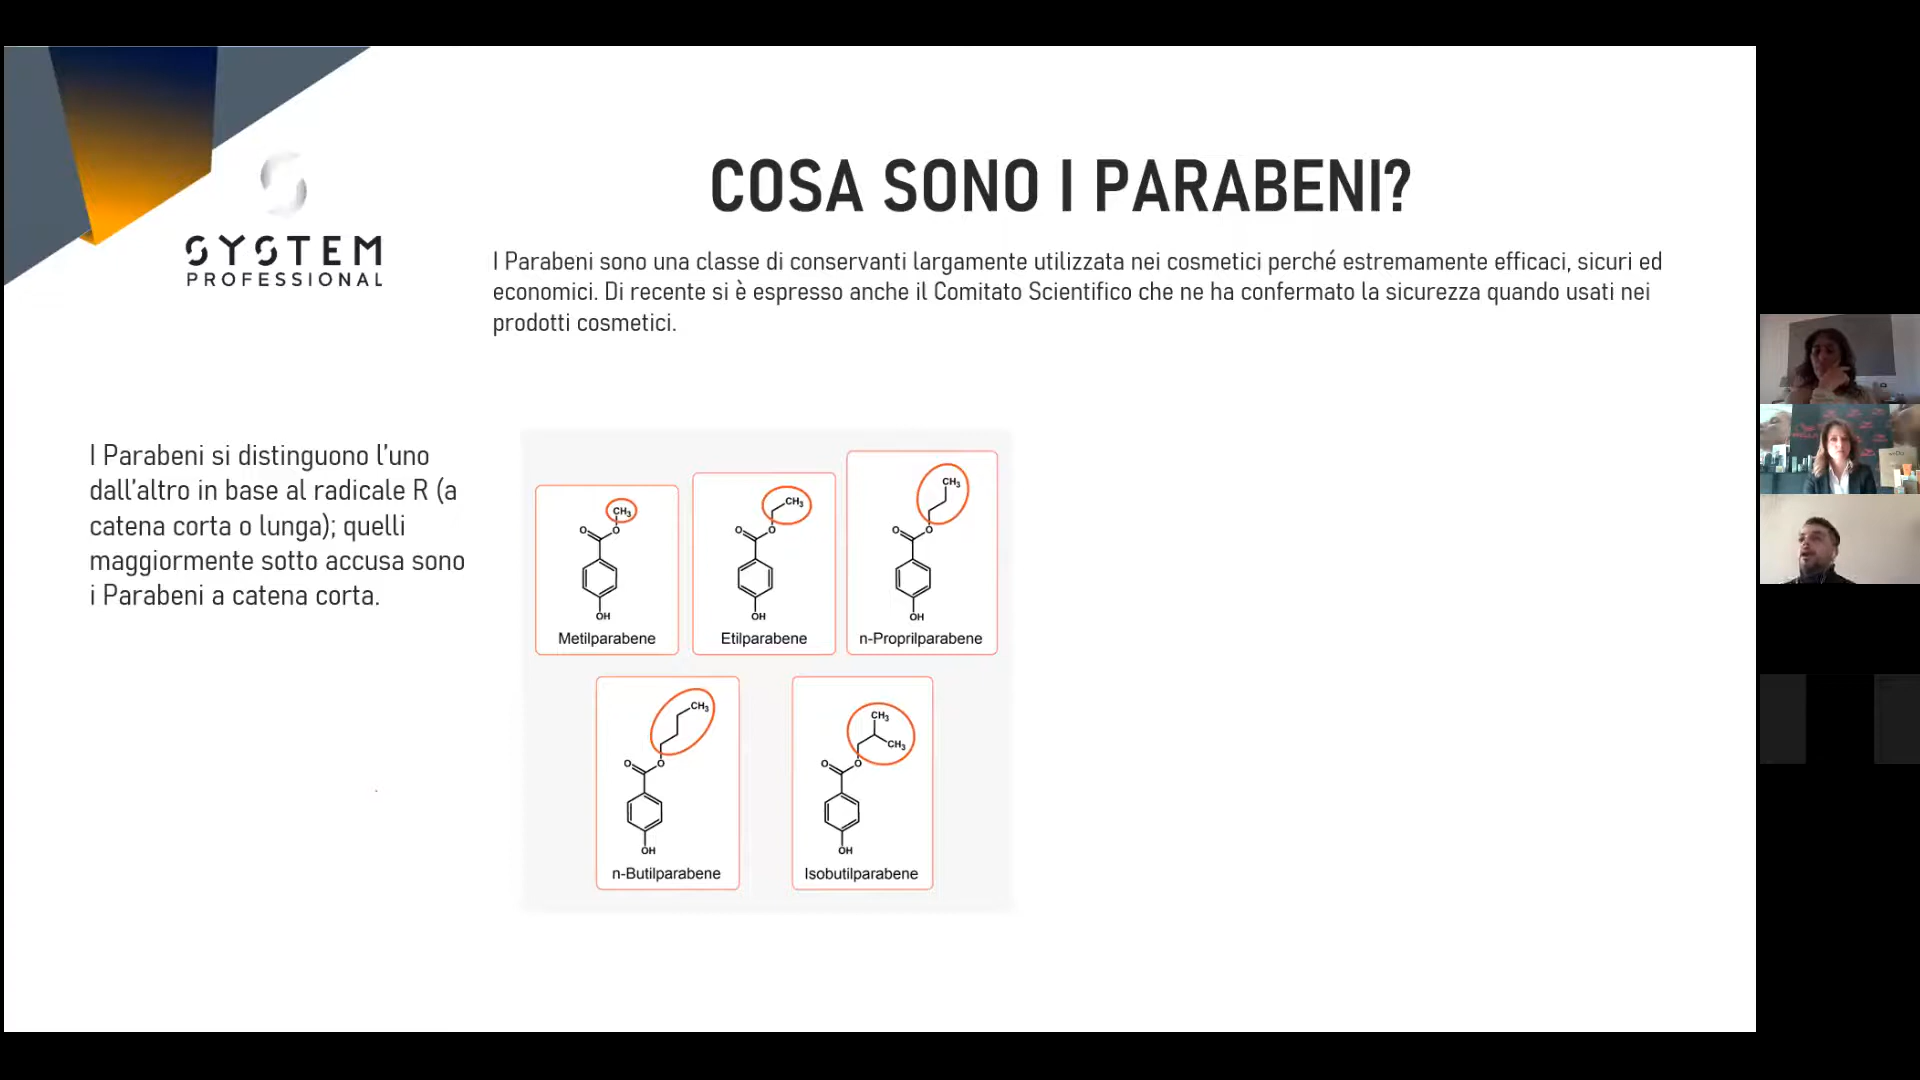 COSA SONO I PARABENI?
SYSTEM
PROFESSIONAL
I Parabeni sono una classe di conservanti largamente utilizzata nei cosmetici perché estremamente efficaci, sicuri ed
economici. Di recente si è espresso anche il Comitato Scientifico che ne ha confermato la sicurezza quando usati nei
prodotti cosmetici.
I Parabeni si distinguono l'uno
dall'altro in base al radicale R (a
catena corta o lunga); quelli
maggiormente sotto accusa sono
i Parabeni a catena corta.
CH₃
O
O
OH
Metilparabene
CH₃
O
O
OH
Etilparabene
CH₃
O
O
OH
n-Proprilparabene
CH₃
O
O
OH
n-Butilparabene
CH₃
CH₃
O
O
OH
Isobutilparabene